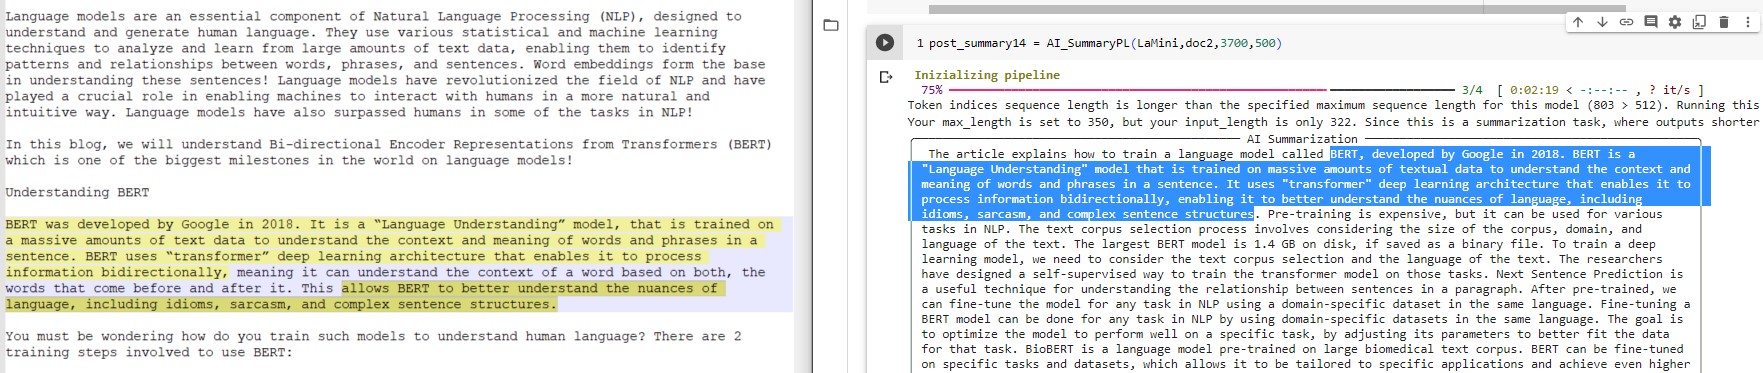 Language models are an essential component of Natural Language Processing (NLP), designed to
understand and generate human language. They use various statistical and machine learning
techniques to analyze and learn from large amounts of text data, enabling them to identify
patterns and relationships between words, phrases, and sentences. Word embeddings form the base
in understanding these sentences! Language models have revolutionized the field of NLP and have
played a crucial role in enabling machines to interact with humans in a more natural and
intuitive way. Language models have also surpassed humans in some of the tasks in NLP!
In this blog, we will understand Bi-directional Encoder Representations from Transformers (BERT)
which is one of the biggest milestones in the world on language models!
Understanding BERT
BERT was developed by Google in 2018. It is a “Language Understanding” model, that is trained on
a massive amounts of text data to understand the context and meaning of words and phrases in a
sentence. BERT uses “transformer” deep learning architecture that enables it to process
information bidirectionally, meaning it can understand the context of a word based on both, the
words that come before and after it. This allows BERT to better understand the nuances of
language, including idioms, sarcasm, and complex sentence structures.
You must be wondering how do you train such models to understand human language? There are 2
training steps involved to use BERT:
1 post_summary14 = AI_SummaryPL(LaMini,doc2,3700,500)
Inizializing pipeline
75% 3/4 [ 0:02:19 < -:--:-- , ? it/s ]
Token indices sequence length is longer than the specified maximum sequence length for this model (803 > 512). Running this
Your max_length is set to 350, but your input_length is only 322. Since this is a summarization task, where outputs shorter
AI Summarization
The article explains how to train a language model called BERT, developed by Google in 2018. BERT is a
"Language Understanding" model that is trained on massive amounts of textual data to understand the context and
meaning of words and phrases in a sentence. It uses "transformer" deep learning architecture that enables it to
process information bidirectionally, enabling it to better understand the nuances of language, including
idioms, sarcasm, and complex sentence structures. Pre-training is expensive, but it can be used for various
tasks in NLP. The text corpus selection process involves considering the size of the corpus, domain, and
language of the text. The largest BERT model is 1.4 GB on disk, if saved as a binary file. To train a deep
learning model, we need to consider the text corpus selection and the language of the text. The researchers
have designed a self-supervised way to train the transformer model on those tasks. Next Sentence Prediction is
a useful technique for understanding the relationship between sentences in a paragraph. After pre-trained, we
can fine-tune the model for any task in NLP using a domain-specific dataset in the same language. Fine-tuning a
BERT model can be done for any task in NLP by using domain-specific datasets in the same language. The goal is
to optimize the model to perform well on a specific task, by adjusting its parameters to better fit the data
for that task. BioBERT is a language model pre-trained on large biomedical text corpus. BERT can be fine-tuned
on specific tasks and datasets, which allows it to be tailored to specific applications and achieve even higher